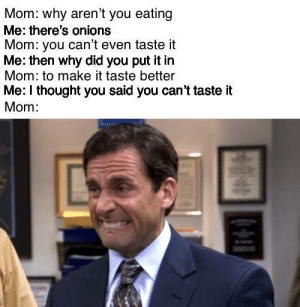 Mom: why aren't you eating
Me: there's onions
Mom: you can't even taste it
Me: then why did you put it in
Mom: to make it taste better
Me: I thought you said you can't taste it
Mom: